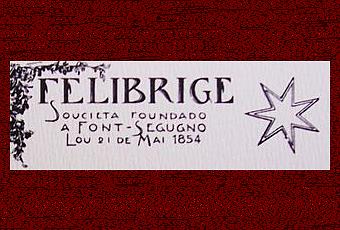 FELIBRIGE
SOUCIETA FOUNDADO
A FONT-SEGUGNO
LOU 21 DE MAI 1854